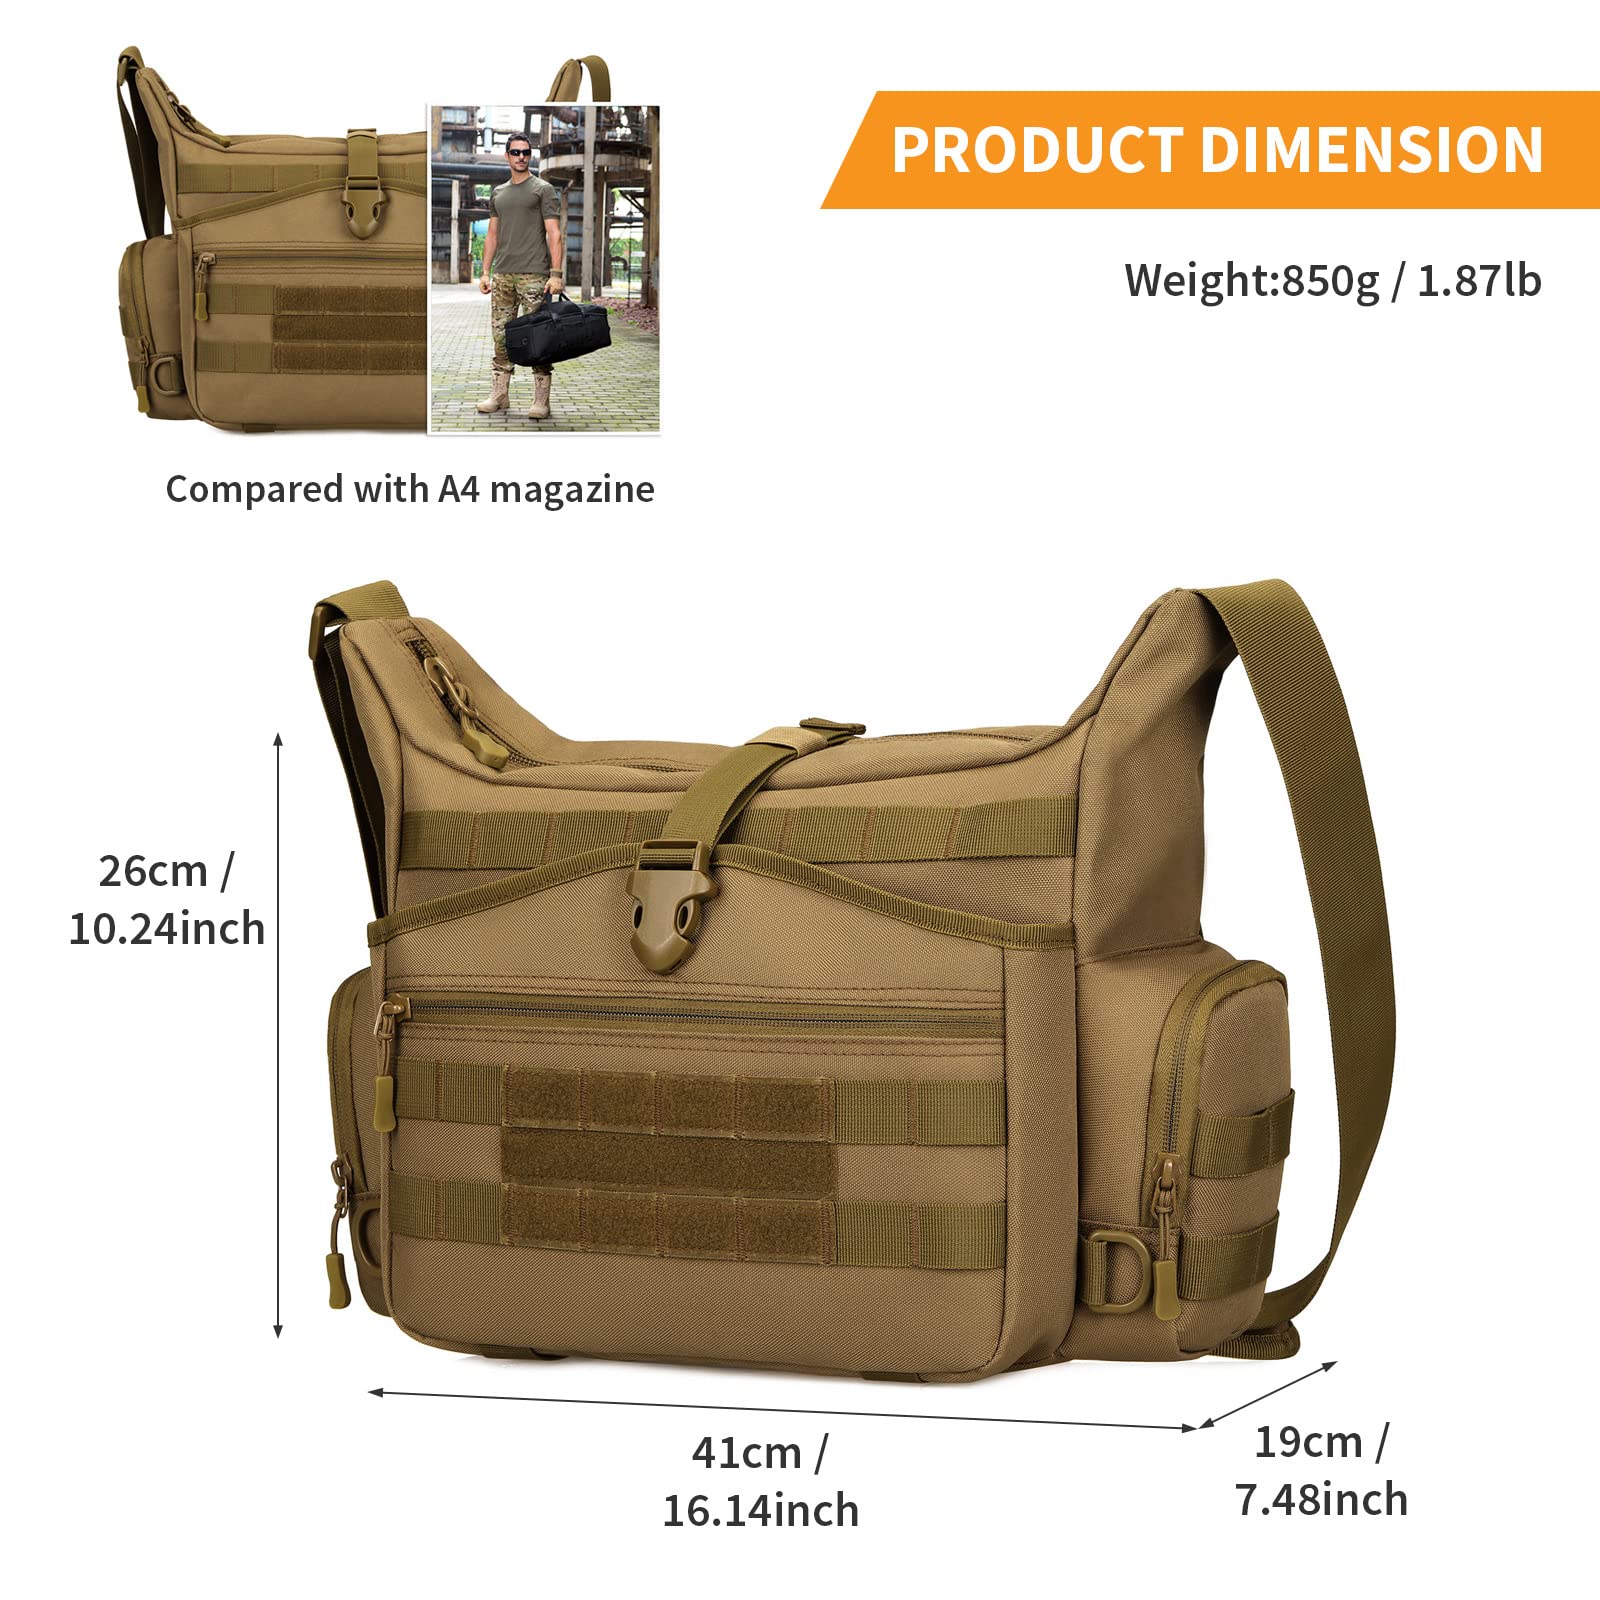 PRODUCT DIMENSION
Weight:850g / 1.87lb
Compared with A4 magazine
26cm /
10.24inch
41cm /
16.14inch
19cm /
7.48inch